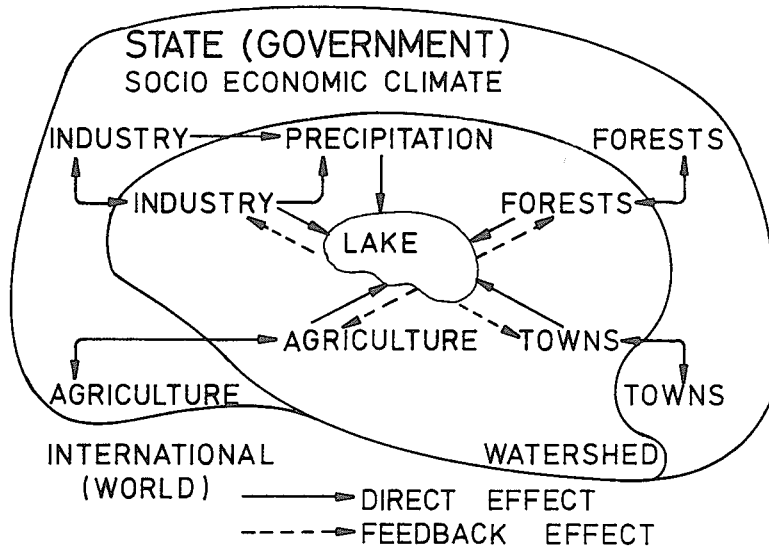 STATE (GOVERNMENT)
SOCIO ECONOMIC CLIMATE
INDUSTRY PRECIPITATION FORESTS
INDUSTRY FORESTS
LAKE
AGRICULTURE TOWNS
AGRICULTURE TOWNS
INTERNATIONAL WATERSHED
(WORLD)
DIRECT EFFECT
FEEDBACK EFFECT